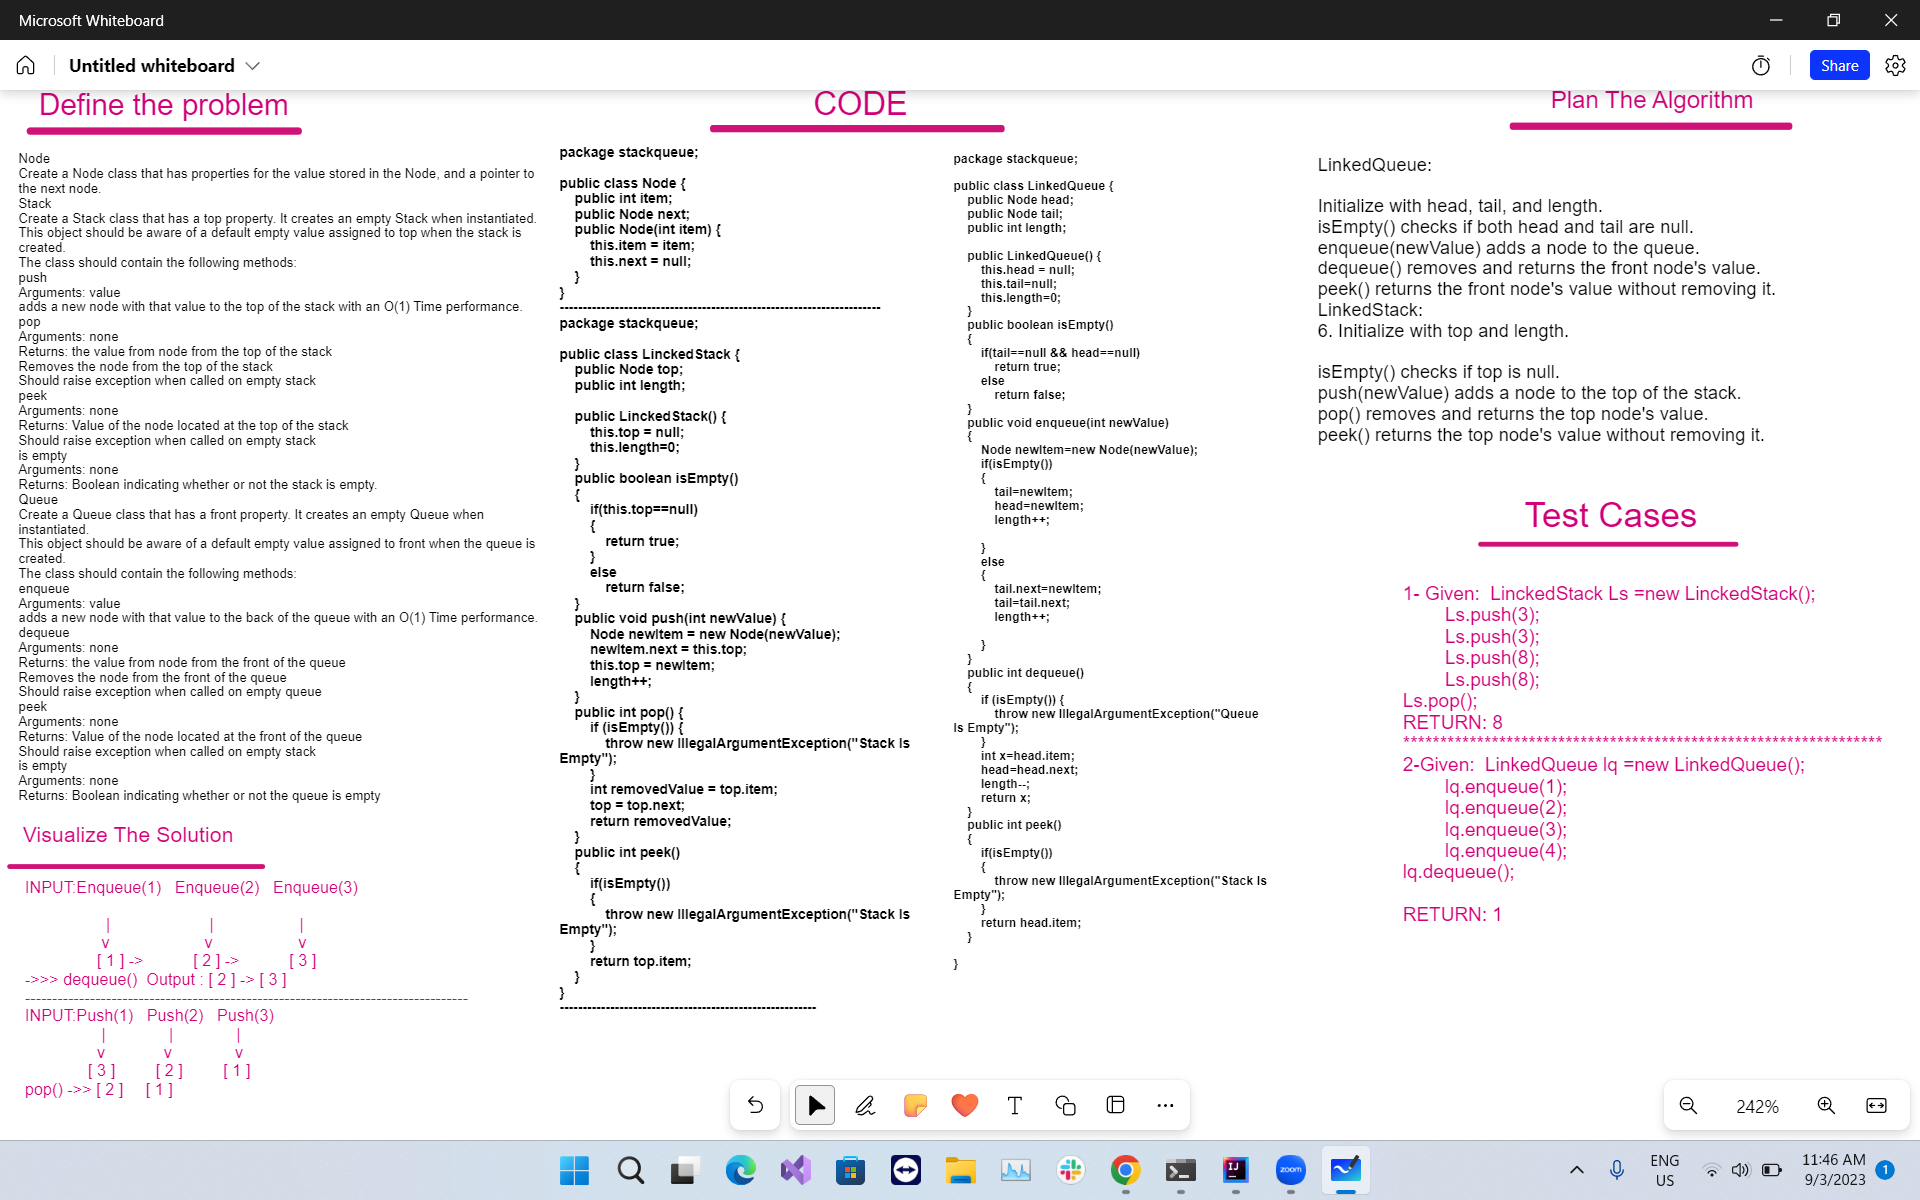 Microsoft Whiteboard
Untitled whiteboard
Share
Define the problem
Node
Create a Node class that has properties for the value stored in the Node, and a pointer to
the next node.
Stack
Create a Stack class that has a top property. It creates an empty Stack when instantiated.
This object should be aware of a default empty value assigned to top when the stack is
created.
The class should contain the following methods:
push
Arguments: value
adds a new node with that value to the top of the stack with an O(1) Time performance.
pop
Arguments: none
Returns: the value from node from the top of the stack
Removes the node from the top of the stack
Should raise exception when called on empty stack
peek
Arguments: none
Returns: Value of the node located at the top of the stack
Should raise exception when called on empty stack
is empty
Arguments: none
Returns: Boolean indicating whether or not the stack is empty.
Queue
Create a Queue class that has a front property. It creates an empty Queue when
instantiated.
This object should be aware of a default empty value assigned to front when the queue is
created.
The class should contain the following methods:
enqueue
Arguments: value
adds a new node with that value to the back of the queue with an O(1) Time performance.
dequeue
Arguments: none
Returns: the value from node from the front of the queue
Removes the node from the front of the queue
Should raise exception when called on empty queue
peek
Arguments: none
Returns: Value of the node located at the front of the queue
Should raise exception when called on empty stack
is empty
Arguments: none
Returns: Boolean indicating whether or not the queue is empty
Visualize The Solution
INPUT:Enqueue(1) Enqueue(2) Enqueue(3)
| | |
v v v
[ 1 ] -> [ 2 ] -> [ 3 ]
->>> dequeue() Output : [ 2 ] -> [ 3 ]
-----------------------------------------------------------------------------------
INPUT:Push(1) Push(2) Push(3)
| | |
v v v
[ 3 ] [ 2 ] [ 1 ]
pop() ->> [ 2 ] [ 1 ]
CODE
package stackqueue;
public class Node {
public int item;
public Node next;
public Node(int item) {
this.item = item;
this.next = null;
}
}
----------------------------------------------------------------------
package stackqueue;
public class LinckedStack {
public Node top;
public int length;
public LinckedStack() {
this.top = null;
this.length=0;
}
public boolean isEmpty()
{
if(this.top==null)
{
return true;
}
else
return false;
}
public void push(int newValue) {
Node newItem = new Node(newValue);
newItem.next = this.top;
this.top = newItem;
length++;
}
public int pop() {
if (isEmpty()) {
throw new IllegalArgumentException("Stack Is
Empty");
}
int removedValue = top.item;
top = top.next;
return removedValue;
}
public int peek()
{
if(isEmpty())
{
throw new IllegalArgumentException("Stack Is
Empty");
}
return top.item;
}
}
--------------------------------------------------------
package stackqueue;
public class LinkedQueue {
public Node head;
public Node tail;
public int length;
public LinkedQueue() {
this.head = null;
this.tail=null;
this.length=0;
}
public boolean isEmpty()
{
if(tail==null && head==null)
return true;
else
return false;
}
public void enqueue(int newValue)
{
Node newItem=new Node(newValue);
if(isEmpty())
{
tail=newItem;
head=newItem;
length++;
}
else
{
tail.next=newItem;
tail=tail.next;
length++;
}
}
public int dequeue()
{
if (isEmpty()) {
throw new IllegalArgumentException("Queue
Is Empty");
}
int x=head.item;
head=head.next;
length--;
return x;
}
public int peek()
{
if(isEmpty())
{
throw new IllegalArgumentException("Stack Is
Empty");
}
return head.item;
}
}
Plan The Algorithm
LinkedQueue:
Initialize with head, tail, and length.
isEmpty() checks if both head and tail are null.
enqueue(newValue) adds a node to the queue.
dequeue() removes and returns the front node's value.
peek() returns the front node's value without removing it.
LinkedStack:
6. Initialize with top and length.
isEmpty() checks if top is null.
push(newValue) adds a node to the top of the stack.
pop() removes and returns the top node's value.
peek() returns the top node's value without removing it.
Test Cases
1- Given: LinckedStack Ls =new LinckedStack();
Ls.push(3);
Ls.push(3);
Ls.push(8);
Ls.push(8);
Ls.pop();
RETURN: 8
*****************************************************************
2-Given: LinkedQueue lq =new LinkedQueue();
lq.enqueue(1);
lq.enqueue(2);
lq.enqueue(3);
lq.enqueue(4);
lq.dequeue();
RETURN: 1
242%
IJ
zoom
ENG
US
11:46 AM
9/3/2023
1